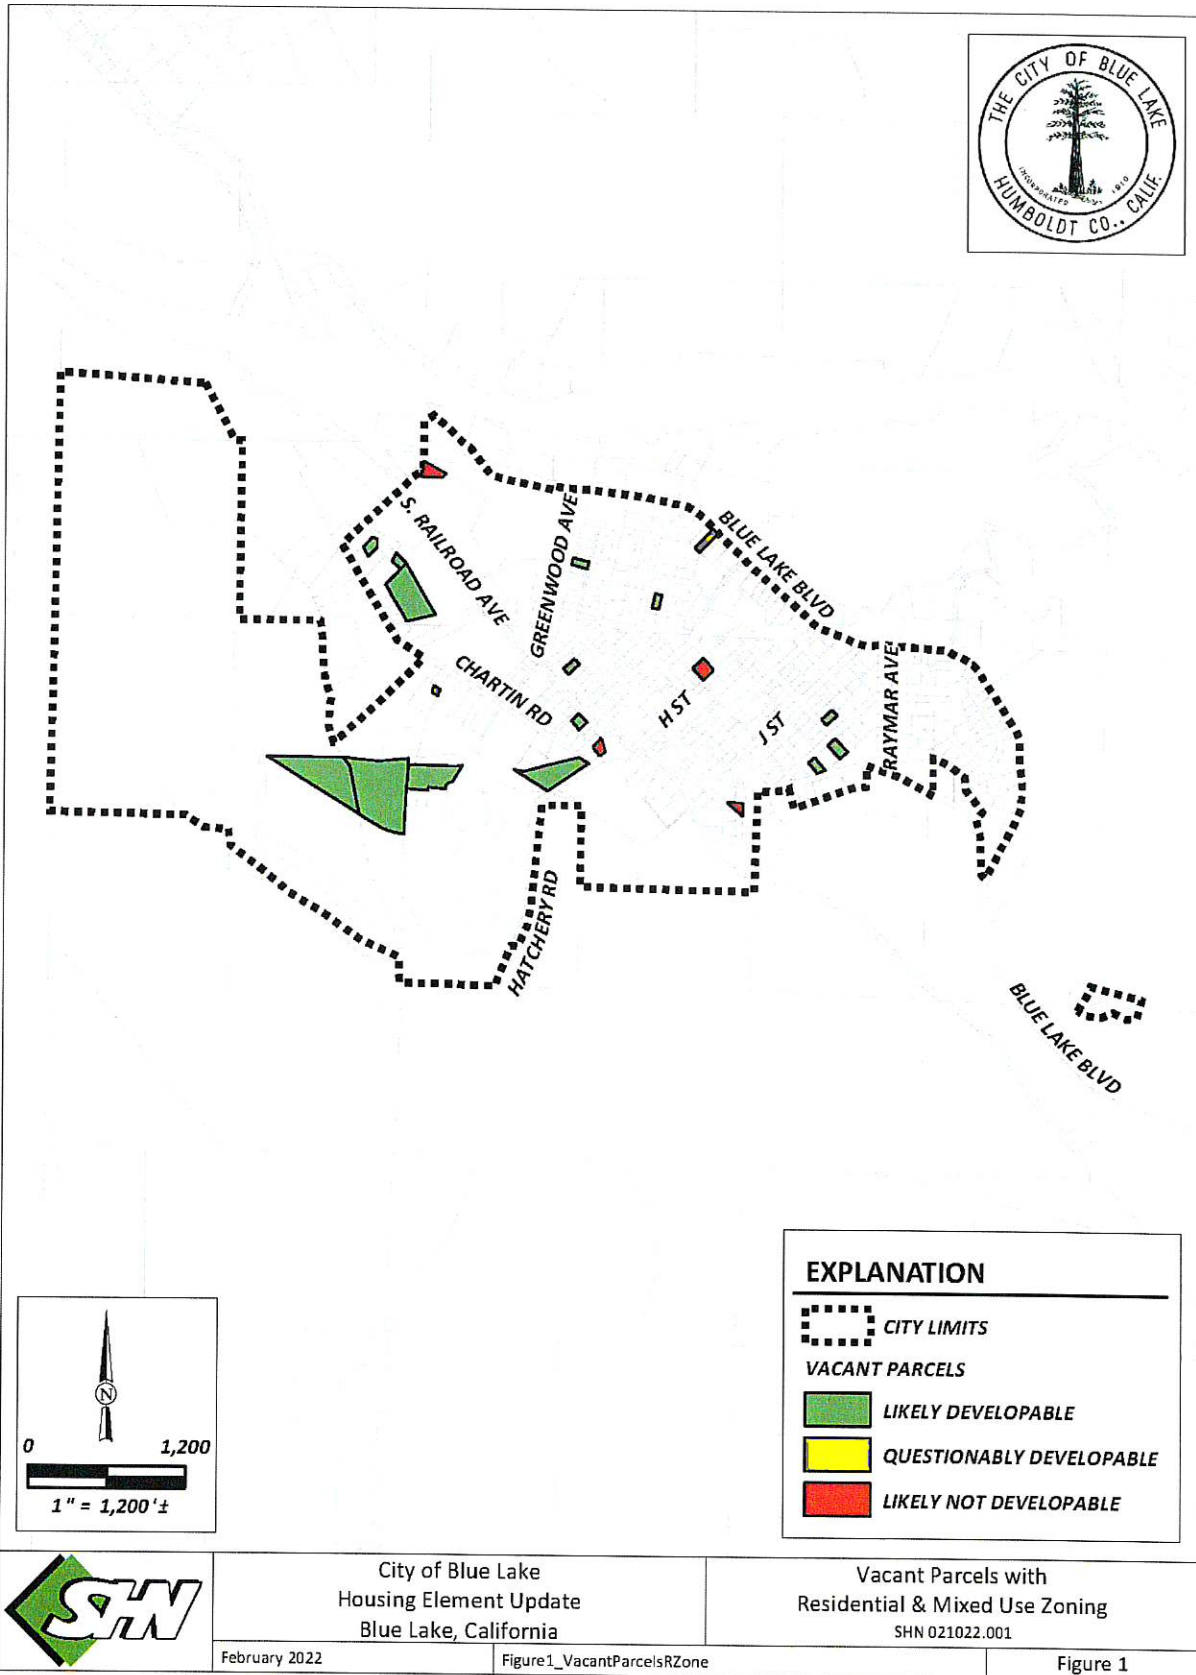 THE CITY OF BLUE LAKE
INCORPORATED 1910
HUMBOLDT CO., CALIF.
S. RAILROAD AVE
GREENWOOD AVE
BLUE LAKE BLVD
CHARTIN RD
H ST
J ST
RAYMAR AVE
HATCHERY RD
BLUE LAKE BLVD
EXPLANATION
CITY LIMITS
VACANT PARCELS
LIKELY DEVELOPABLE
QUESTIONABLY DEVELOPABLE
LIKELY NOT DEVELOPABLE
N
0 1,200
1" = 1,200'±
SHN
City of Blue Lake
Housing Element Update
Blue Lake, California
Vacant Parcels with
Residential & Mixed Use Zoning
SHN 021022.001
February 2022
Figure1_VacantParcelsRZone
Figure 1